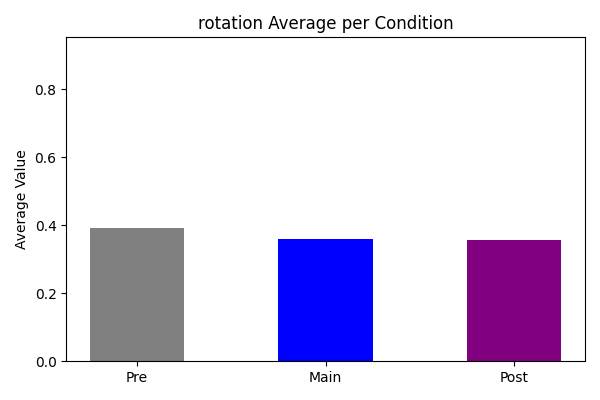 rotation Average per Condition
Average Value
0.8
0.6
0.4
0.2
0.0
Pre
Main
Post